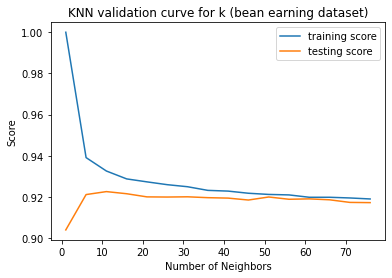 KNN validation curve for k (bean earning dataset)
training score
testing score
1.00
0.98
0.96
0.94
0.92
0.90
Score
0 10 20 30 40 50 60 70
Number of Neighbors